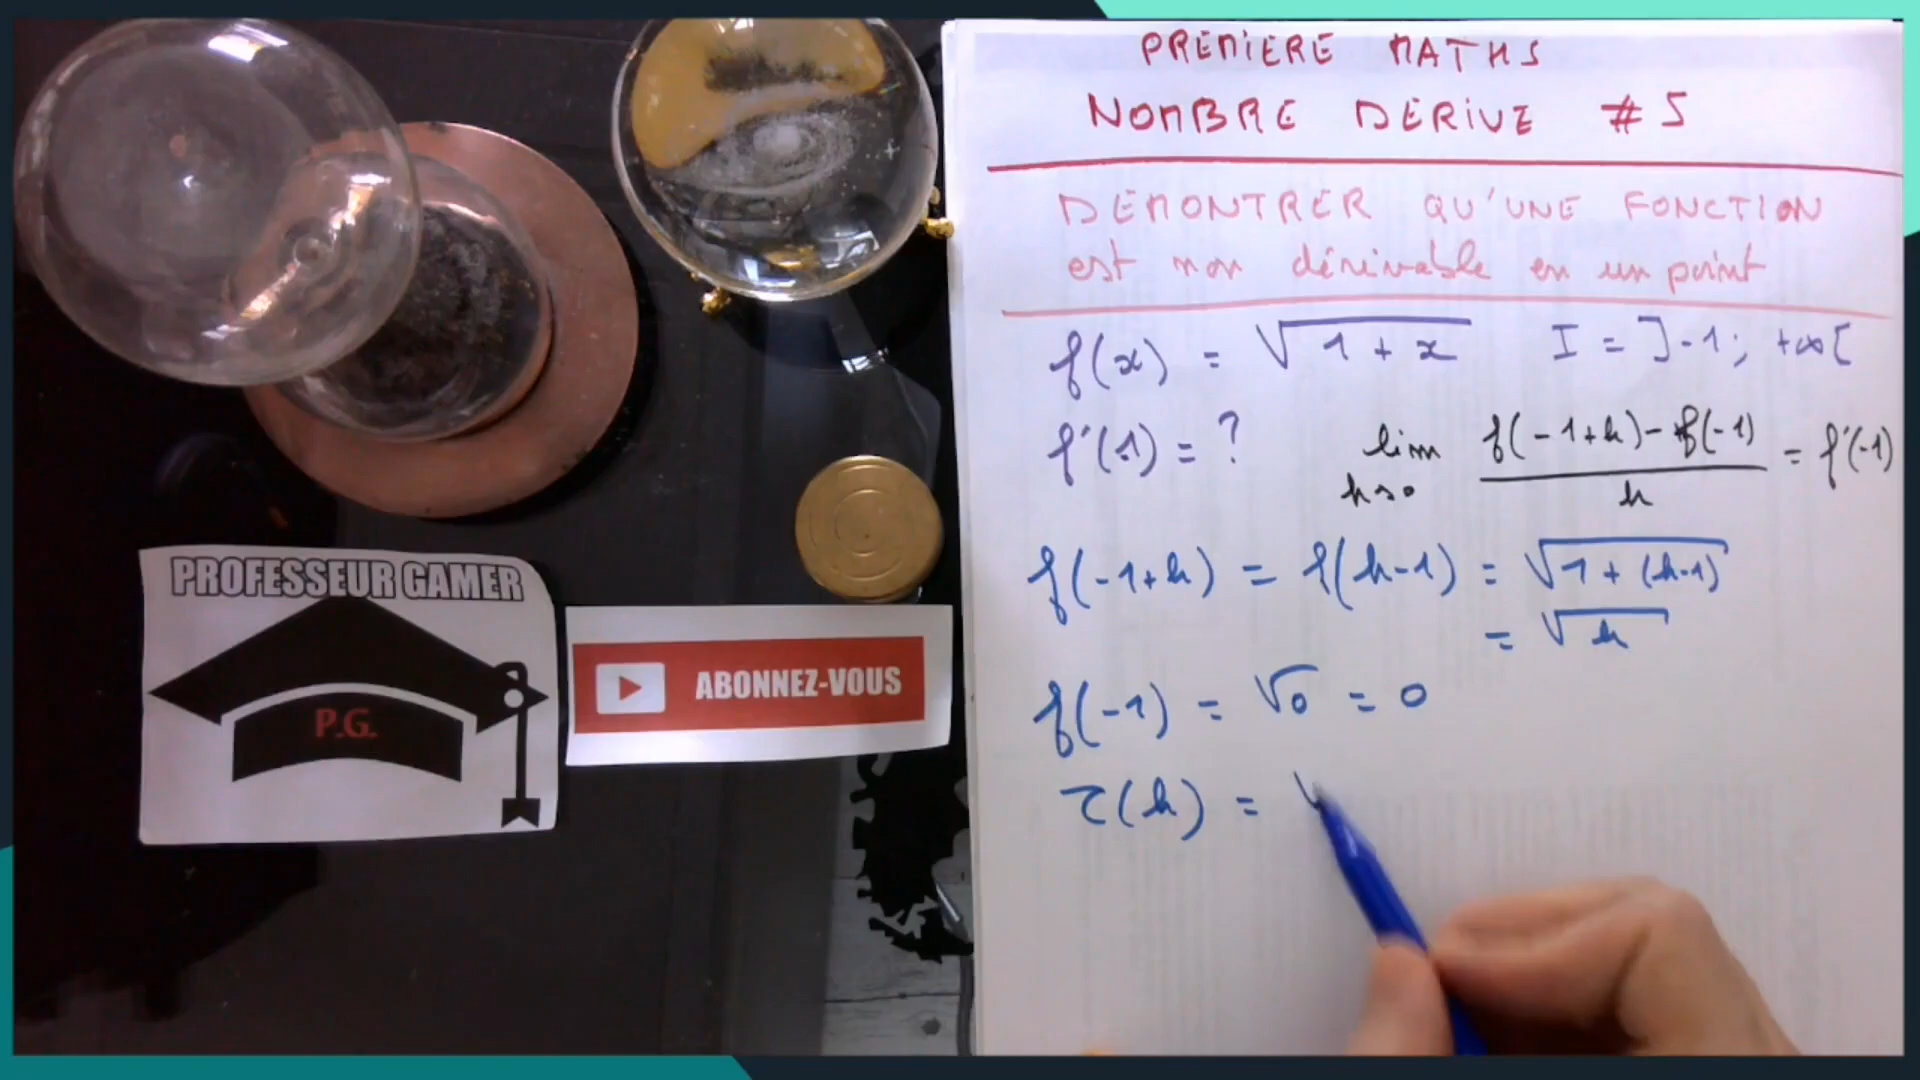 PREMIERE MATHS
NOMBRE DERIVE #5
DEMONTRER QU'UNE FONCTION
est non dérivable en un point
f(x) = √1+x I = ]-1; +∞[
f'(-1) = ? lim h→0 f(-1+h)-f(-1) / h = f'(-1)
f(-1+h) = f(h-1) = √1+(h-1)
= √h
f(-1) = √0 = 0
τ(h) = √
PROFESSEUR GAMER
P.G.
ABONNEZ-VOUS